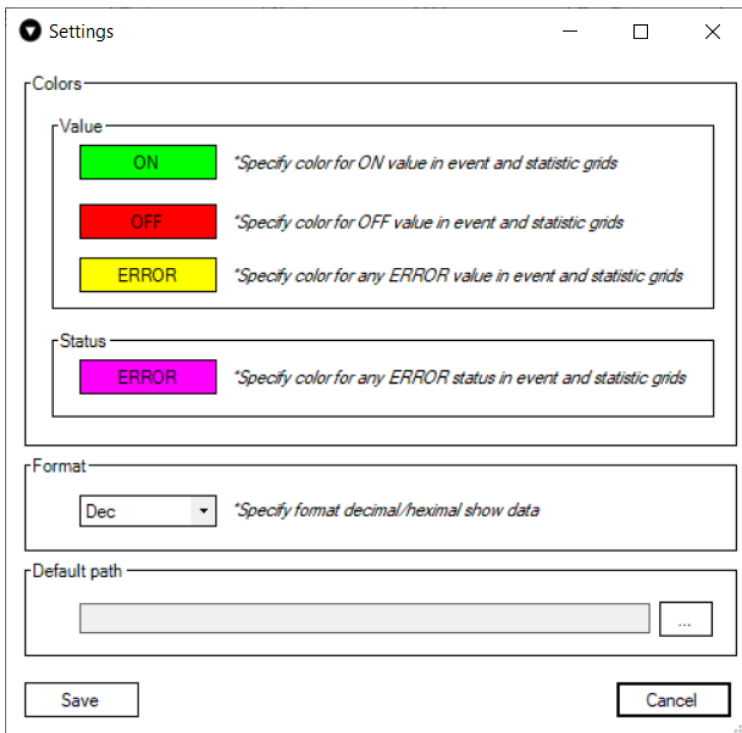 Settings
Colors
Value
ON *Specify color for ON value in event and statistic grids
OFF *Specify color for OFF value in event and statistic grids
ERROR *Specify color for any ERROR value in event and statistic grids
Status
ERROR *Specify color for any ERROR status in event and statistic grids
Format
Dec *Specify format decimal/heximal show data
Default path
...
Save Cancel